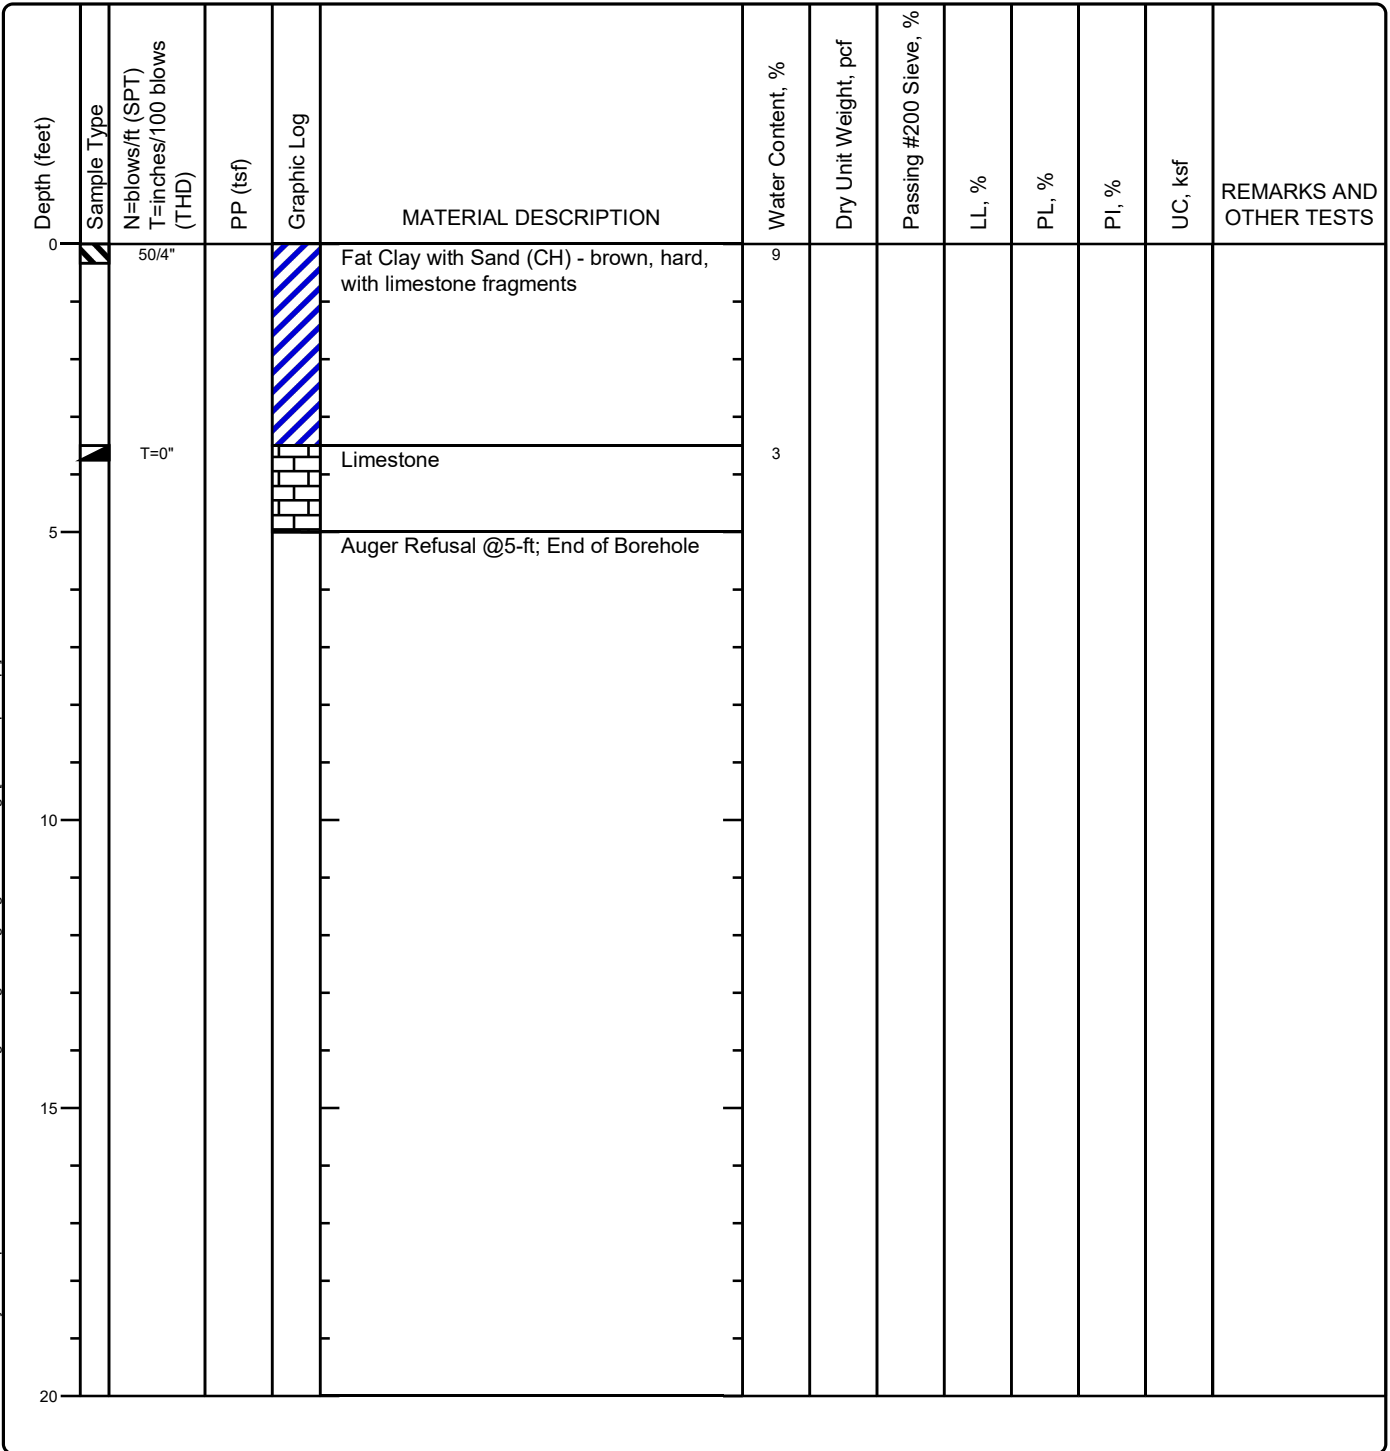 Depth (feet)
Sample Type
N=blows/ft (SPT)
T=inches/100 blows
(THD)
PP (tsf)
Graphic Log
MATERIAL DESCRIPTION
Water Content, %
Dry Unit Weight, pcf
Passing #200 Sieve, %
LL, %
PL, %
PI, %
UC, ksf
REMARKS AND
OTHER TESTS
0
50/4"
Fat Clay with Sand (CH) - brown, hard,
with limestone fragments
9
T=0"
Limestone
3
5
Auger Refusal @5-ft; End of Borehole
10
15
20